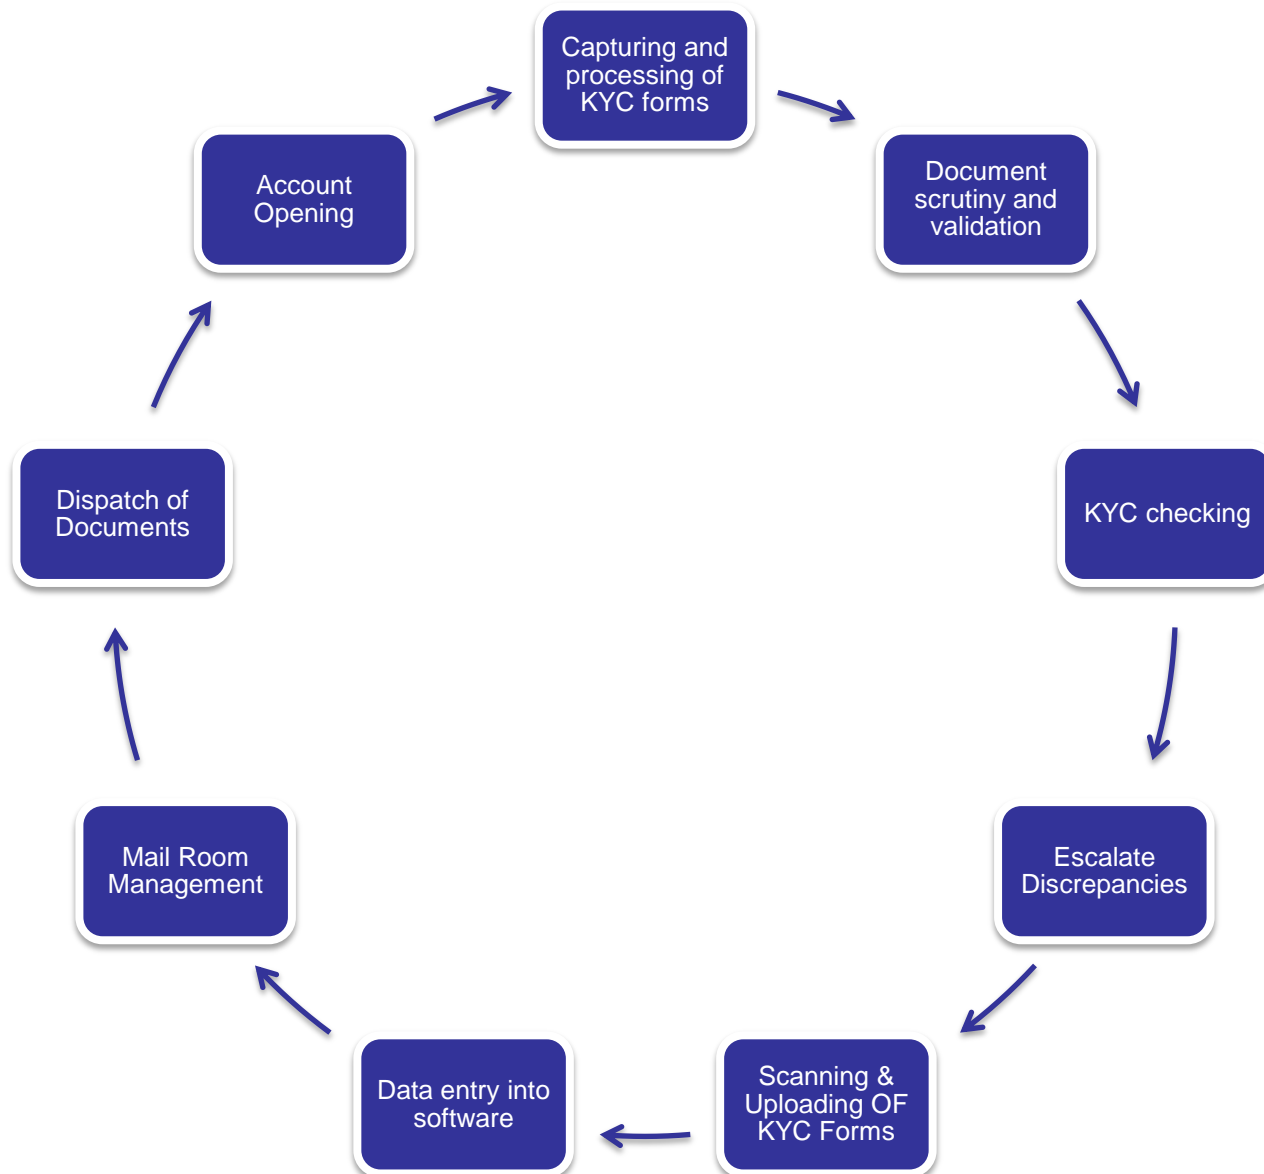 Capturing and
processing of
KYC forms
Document
scrutiny and
validation
KYC checking
Escalate
Discrepancies
Scanning &
Uploading OF
KYC Forms
Data entry into
software
Mail Room
Management
Dispatch of
Documents
Account
Opening